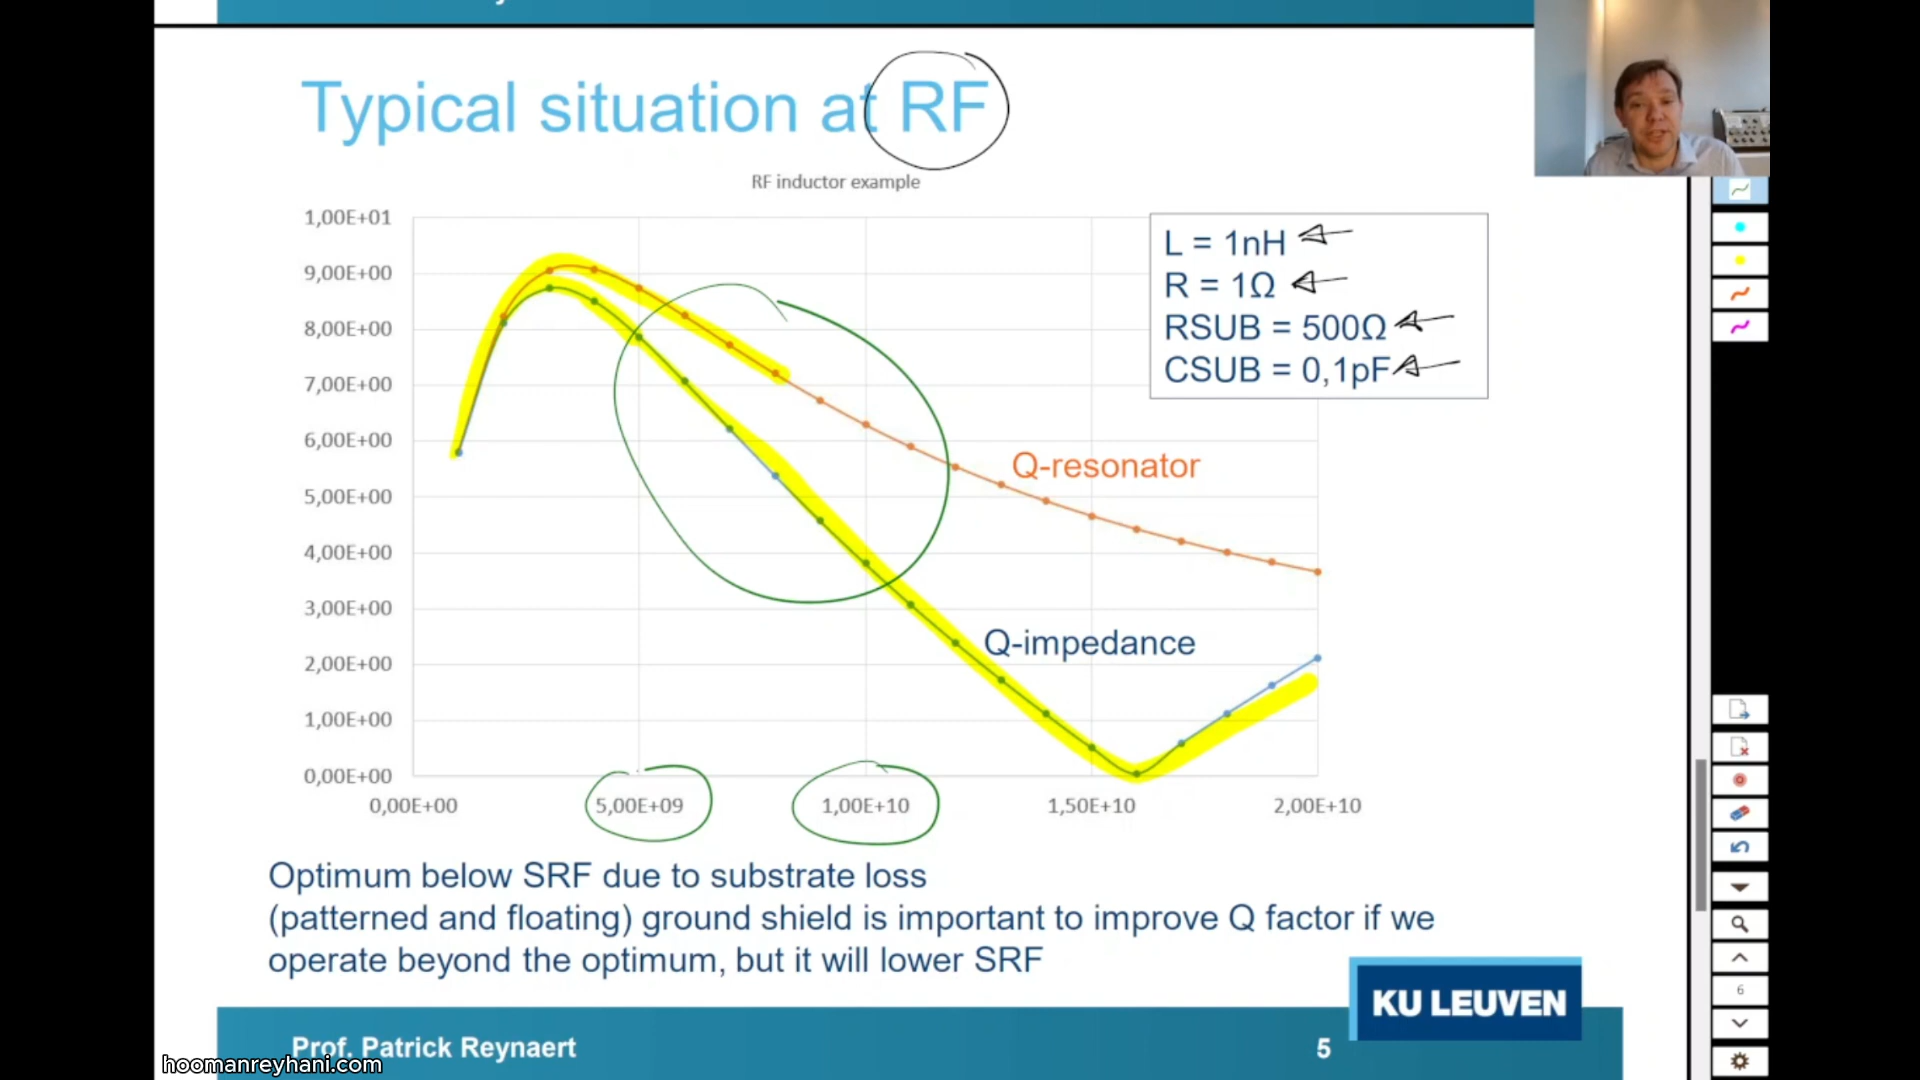 Typical situation at RF
RF inductor example
1,00E+01
9,00E+00
8,00E+00
7,00E+00
6,00E+00
5,00E+00
4,00E+00
3,00E+00
2,00E+00
1,00E+00
0,00E+00
0,00E+00 5,00E+09 1,00E+10 1,50E+10 2,00E+10
L = 1nH
R = 1Ω
RSUB = 500Ω
CSUB = 0,1pF
Q-resonator
Q-impedance
Optimum below SRF due to substrate loss
(patterned and floating) ground shield is important to improve Q factor if we
operate beyond the optimum, but it will lower SRF
KU LEUVEN
Prof. Patrick Reynaert
5
hoomanreyhani.com
6